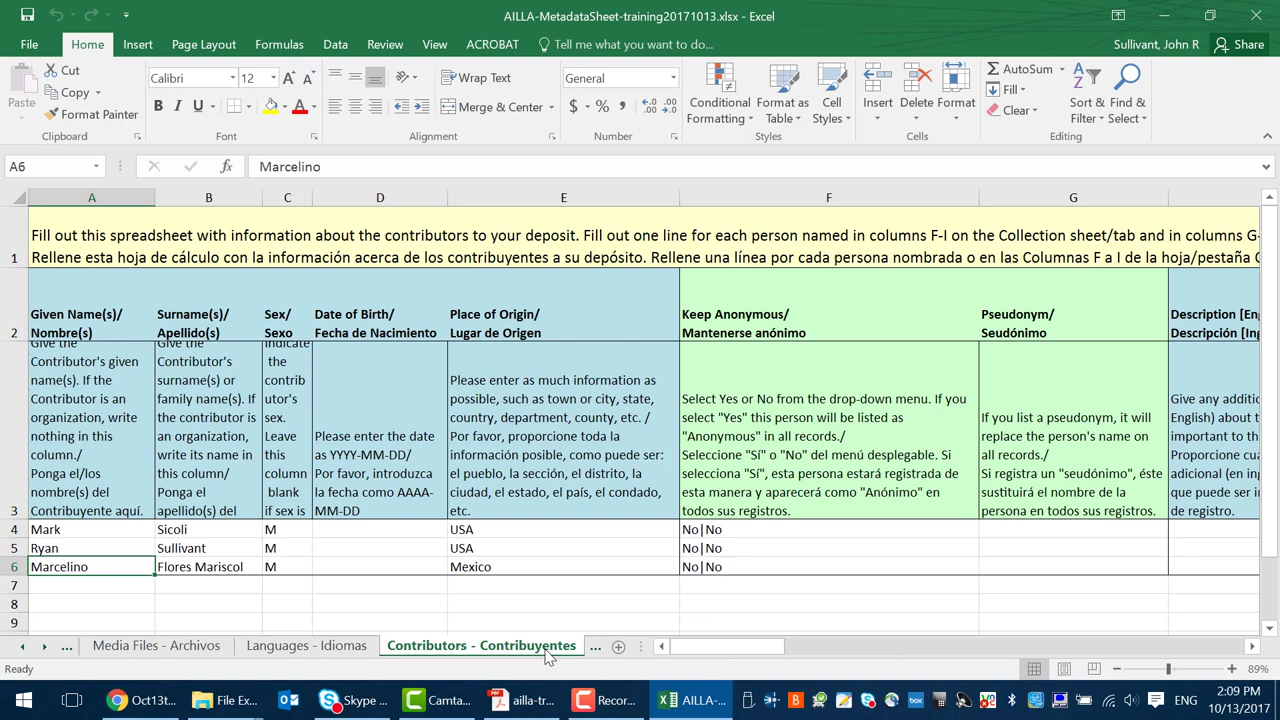 AILLA-MetadataSheet-training20171013.xlsx - Excel
File Home Insert Page Layout Formulas Data Review View ACROBAT Tell me what you want to do... Sullivant, John R Share
Paste
Cut
Copy
Format Painter
Calibri 12
Wrap Text
Merge & Center
General
Conditional Formatting
Format as Table
Cell Styles
Insert
Delete
Format
AutoSum
Fill
Clear
Sort & Filter
Find & Select
Clipboard Font Alignment Number Styles Cells Editing
A6 Marcelino
A B C D E F G
1
Fill out this spreadsheet with information about the contributors to your deposit. Fill out one line for each person named in columns F-I on the Collection sheet/tab and in columns G-
Rellene esta hoja de cálculo con la información acerca de los contribuyentes a su depósito. Rellene una línea por cada persona nombrada o en las Columnas F a I de la hoja/pestaña
2
Given Name(s)/
Nombre(s)
Surname(s)/
Apellido(s)
Sex/
Sexo
Date of Birth/
Fecha de Nacimiento
Place of Origin/
Lugar de Origen
Keep Anonymous/
Mantenerse anónimo
Pseudonym/
Seudónimo
Description [Eng
Descripción [Ing
3
Give the
Contributor's given
name(s). If the
Contributor is an
organization, write
nothing in this
column./
Ponga el/los
nombre(s) del
Contribuyente aquí.
Give the
Contributor's
surname(s) or
family name(s). If
the contributor is
an organization,
write its name in
this column/
Ponga el
apellido(s) del
indicate
the
contrib
utor's
sex.
Leave
this
column
blank
if sex is
Please enter the date
as YYYY-MM-DD/
Por favor, introduzca
la fecha como AAAA-
MM-DD
Please enter as much information as
possible, such as town or city, state,
country, department, county, etc. /
Por favor, proporcione toda la
información posible, como puede ser:
el pueblo, la sección, el distrito, la
ciudad, el estado, el país, el condado,
etc.
Select Yes or No from the drop-down menu. If you
select "Yes" this person will be listed as
"Anonymous" in all records./
Seleccione "Sí" o "No" del menú desplegable. Si
selecciona "Sí", esta persona estará registrada de
esta manera y aparecerá como "Anónimo" en
todos sus registros.
If you list a pseudonym, it will
replace the person's name on
all records./
Si registra un "seudónimo", éste
sustituirá el nombre de la
persona en todos sus registros.
Give any additio
English) about t
important to th
Proporcione cua
adicional (en ing
que puede ser in
de registro.
4 Mark Sicoli M USA No|No
5 Ryan Sullivant M USA No|No
6 Marcelino Flores Mariscol M Mexico No|No
7
8
9
... Media Files - Archivos Languages - Idiomas Contributors - Contribuyentes ...
Ready 89%
Oct13t... File Ex... Skype ... Camta... ailla-tr... Recor... AILLA-... ENG 2:09 PM
10/13/2017